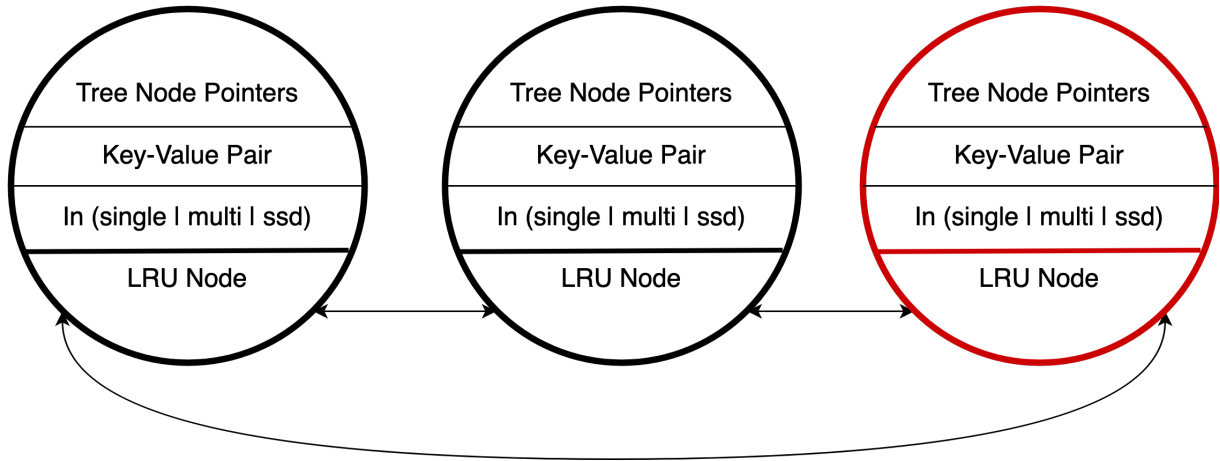 Tree Node Pointers
Key-Value Pair
In (single | multi | ssd)
LRU Node
Tree Node Pointers
Key-Value Pair
In (single | multi | ssd)
LRU Node
Tree Node Pointers
Key-Value Pair
In (single | multi | ssd)
LRU Node